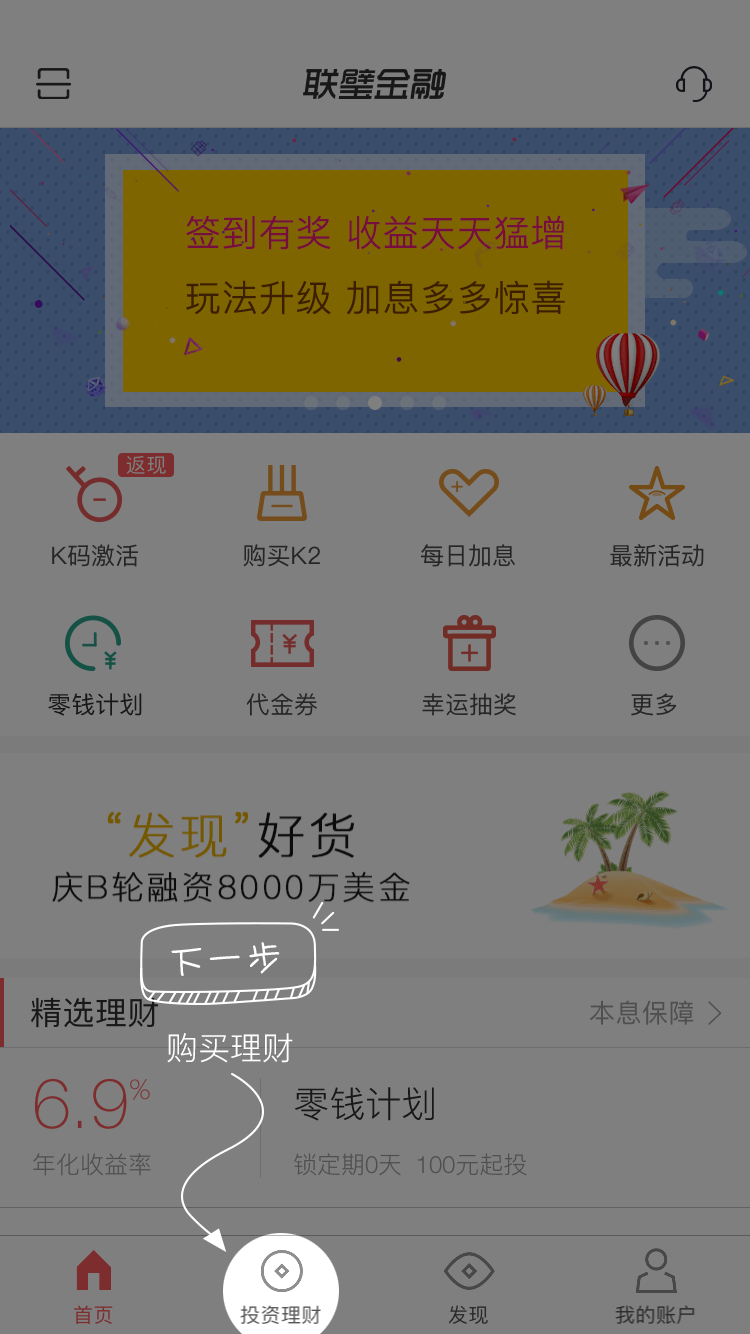 联璧金融
签到有奖 收益天天猛增
玩法升级 加息多多惊喜
返现
K码激活 购买K2 每日加息 最新活动
零钱计划 代金券 幸运抽奖 更多
“发现”好货
庆B轮融资8000万美金
下一步
精选理财 本息保障
购买理财
6.9% 零钱计划
年化收益率 锁定期0天 100元起投
首页 投资理财 发现 我的账户